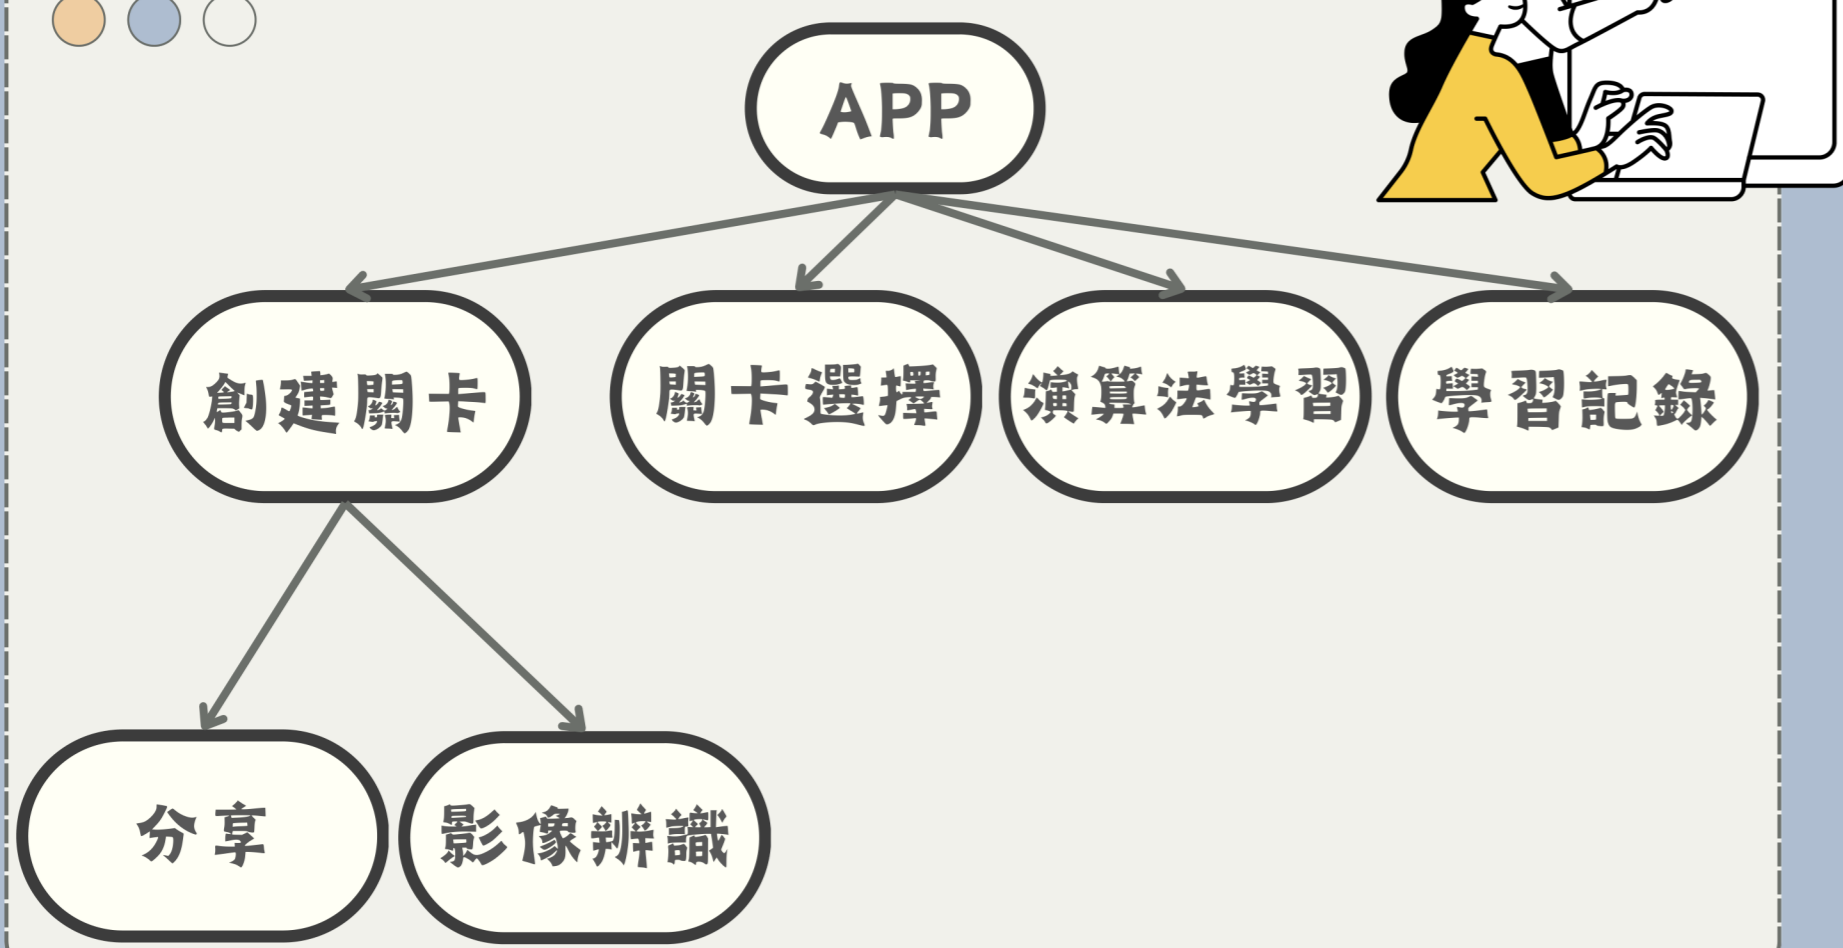 APP
創建關卡
關卡選擇
演算法學習
學習記錄
分享
影像辨識